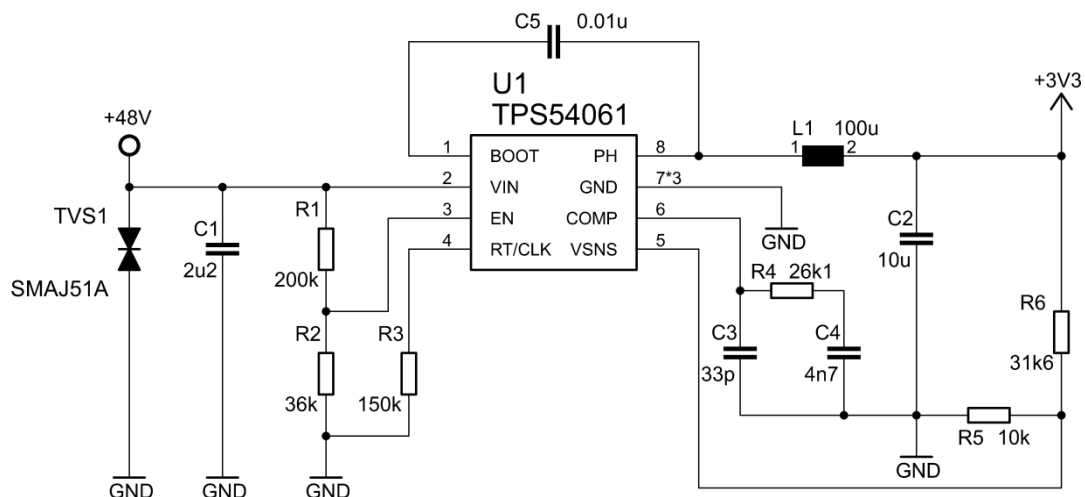 C5 0.01u
U1
TPS54061
+48V
+3V3
L1 100u
1 2
1 BOOT PH 8
2 VIN GND 7*3
3 EN COMP 6
4 RT/CLK VSNS 5
TVS1
SMAJ51A
C1
2u2
R1
200k
R2
36k
R3
150k
GND
C2
10u
R4 26k1
C3
33p
C4
4n7
R6
31k6
R5 10k
GND
GND
GND
GND